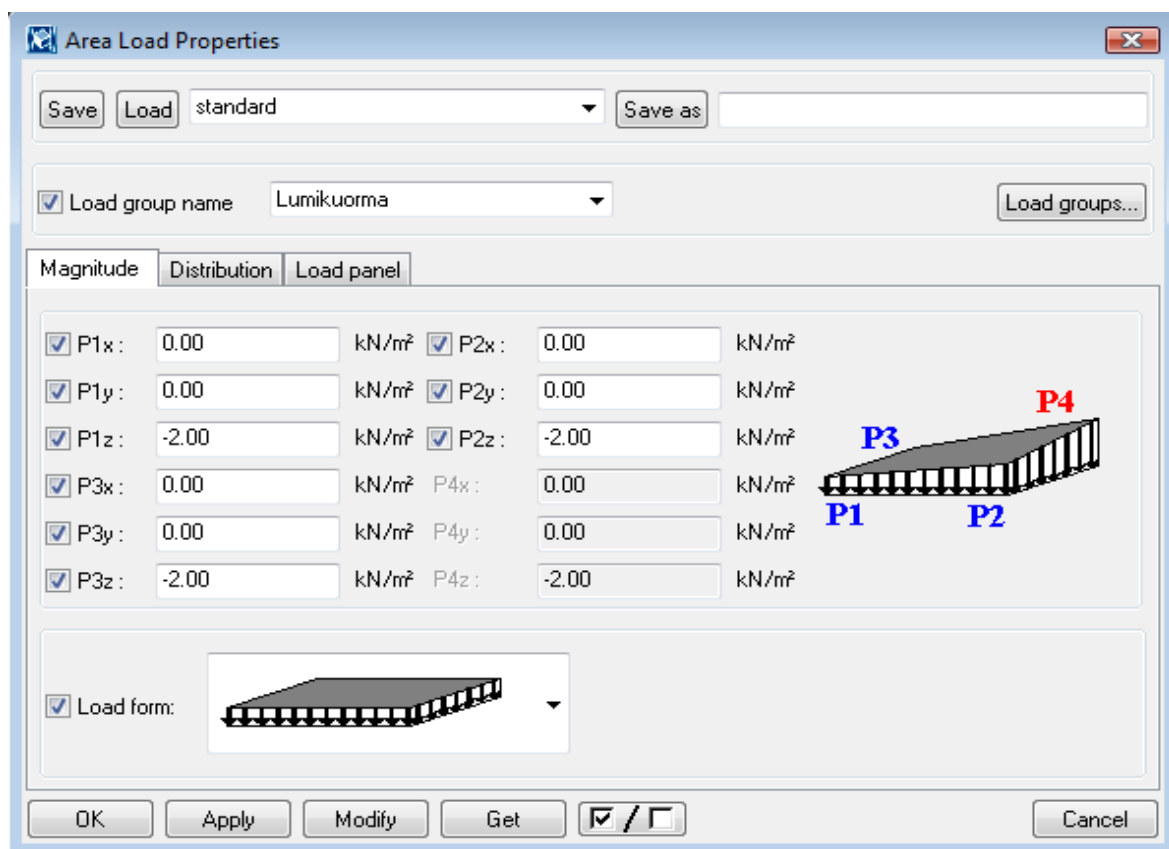 Area Load Properties
Save Load standard Save as
Load group name Lumikuorma Load groups...
Magnitude Distribution Load panel
P1x : 0.00 kN/m² P2x : 0.00 kN/m²
P1y : 0.00 kN/m² P2y : 0.00 kN/m²
P1z : -2.00 kN/m² P2z : -2.00 kN/m²
P3x : 0.00 kN/m² P4x : 0.00 kN/m²
P3y : 0.00 kN/m² P4y : 0.00 kN/m²
P3z : -2.00 kN/m² P4z : -2.00 kN/m²
P4
P3
P1 P2
Load form:
OK Apply Modify Get / Cancel